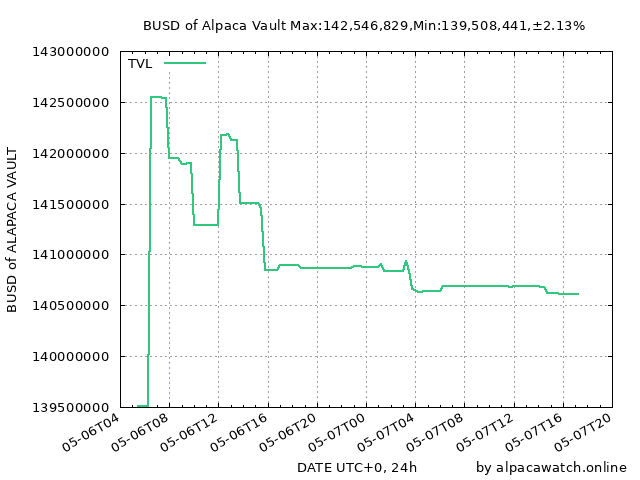 BUSD of Alpaca Vault Max:142,546,829,Min:139,508,441,±2.13%
TVL
143000000
142500000
142000000
141500000
141000000
140500000
140000000
139500000
BUSD of ALAPACA VAULT
05-06T04
05-06T08
05-06T12
05-06T16
05-06T20
05-07T00
05-07T04
05-07T08
05-07T12
05-07T16
05-07T20
DATE UTC+0, 24h
by alpacawatch.online